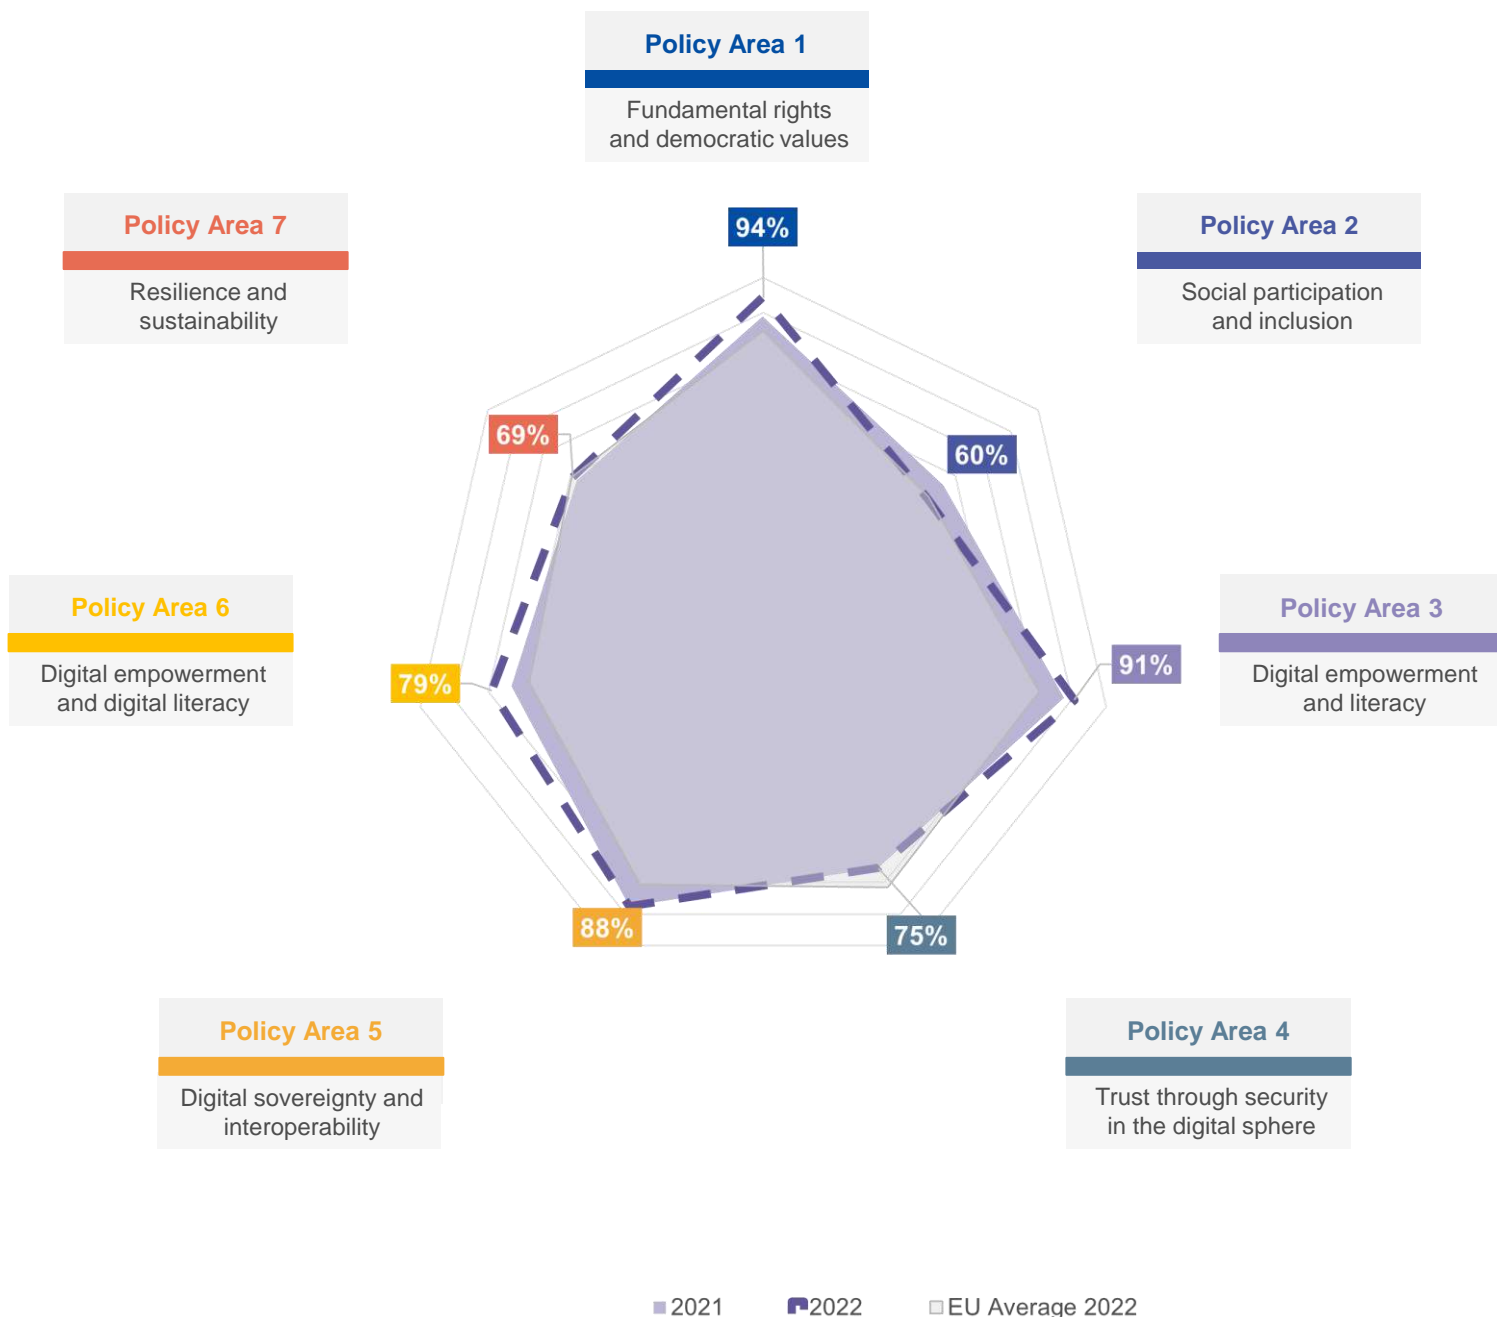 Policy Area 1
Fundamental rights
and democratic values
Policy Area 7
Resilience and
sustainability
94%
Policy Area 2
Social participation
and inclusion
69%
60%
Policy Area 6
Digital empowerment
and digital literacy
79%
91%
Policy Area 3
Digital empowerment
and literacy
88%
75%
Policy Area 5
Digital sovereignty and
interoperability
Policy Area 4
Trust through security
in the digital sphere
2021 2022 EU Average 2022